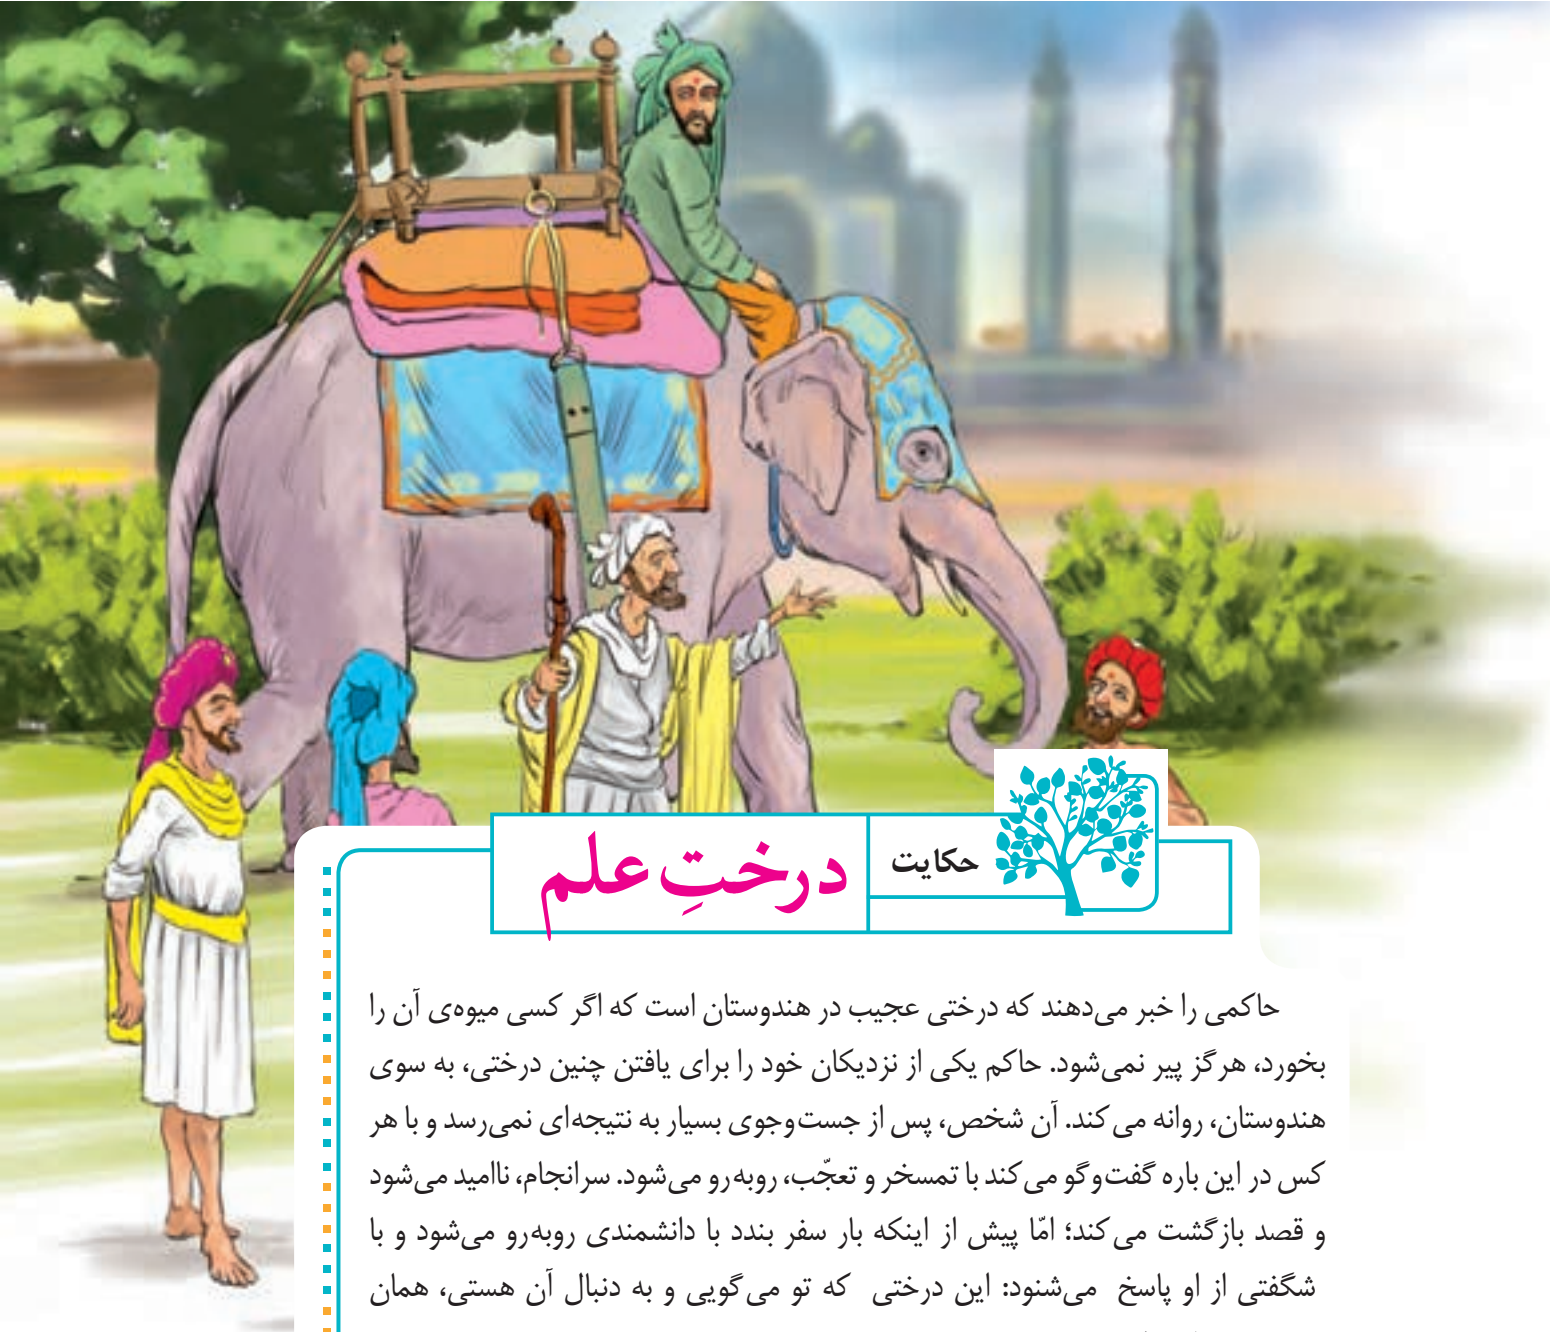 حکایت
درختِ علم
حاکمی را خبر می‌دهند که درختی عجیب در هندوستان است که اگر کسی میوه‌ی آن را
بخورد، هرگز پیر نمی‌شود. حاکم یکی از نزدیکان خود را برای یافتن چنین درختی، به سوی
هندوستان، روانه می‌کند. آن شخص، پس از جست‌وجوی بسیار به نتیجه‌ای نمی‌رسد و با هر
کس در این باره گفت‌وگو می‌کند با تمسخر و تعجّب، روبه‌رو می‌شود. سرانجام، ناامید می‌شود
و قصد بازگشت می‌کند؛ امّا پیش از اینکه بار سفر بندد با دانشمندی روبه‌رو می‌شود و با
شگفتی از او پاسخ می‌شنود: این درختی که تو می‌گویی و به دنبال آن هستی، همان